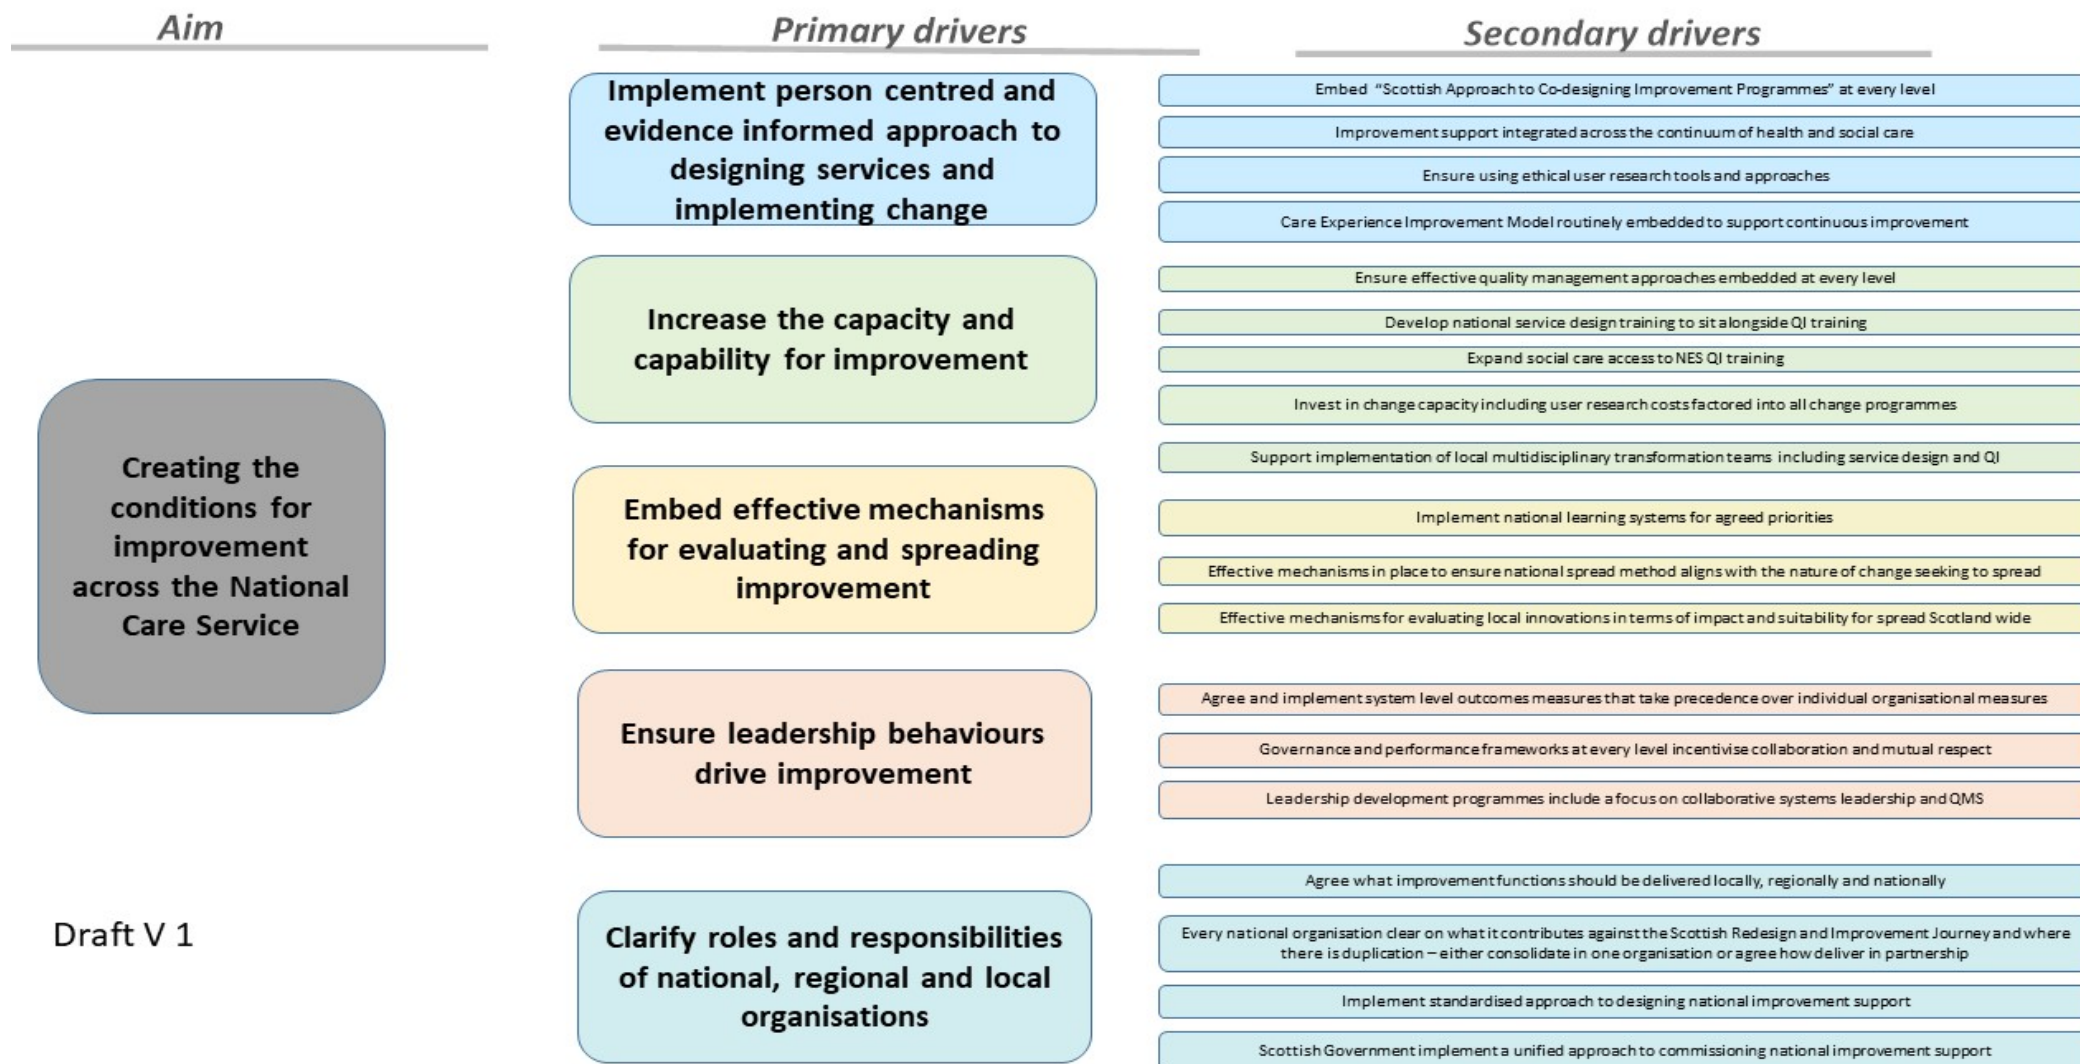 Aim
Primary drivers
Secondary drivers
Creating the
conditions for
improvement
across the National
Care Service
Draft V 1
Implement person centred and
evidence informed approach to
designing services and
implementing change
Embed “Scottish Approach to Co-designing Improvement Programmes” at every level
Improvement support integrated across the continuum of health and social care
Ensure using ethical user research tools and approaches
Care Experience Improvement Model routinely embedded to support continuous improvement
Increase the capacity and
capability for improvement
Ensure effective quality management approaches embedded at every level
Develop national service design training to sit alongside QI training
Expand social care access to NES QI training
Invest in change capacity including user research costs factored into all change programmes
Support implementation of local multidisciplinary transformation teams including service design and QI
Embed effective mechanisms
for evaluating and spreading
improvement
Implement national learning systems for agreed priorities
Effective mechanisms in place to ensure national spread method aligns with the nature of change seeking to spread
Effective mechanisms for evaluating local innovations in terms of impact and suitability for spread Scotland wide
Ensure leadership behaviours
drive improvement
Agree and implement system level outcomes measures that take precedence over individual organisational measures
Governance and performance frameworks at every level incentivise collaboration and mutual respect
Leadership development programmes include a focus on collaborative systems leadership and QMS
Clarify roles and responsibilities
of national, regional and local
organisations
Agree what improvement functions should be delivered locally, regionally and nationally
Every national organisation clear on what it contributes against the Scottish Redesign and Improvement Journey and where
there is duplication – either consolidate in one organisation or agree how deliver in partnership
Implement standardised approach to designing national improvement support
Scottish Government implement a unified approach to commissioning national improvement support